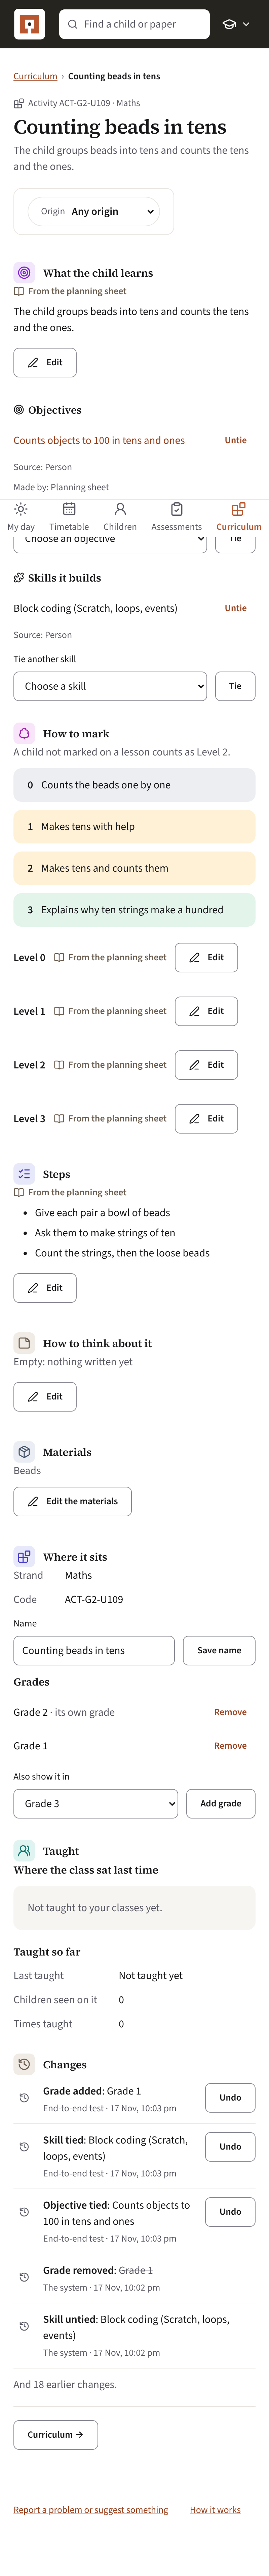 Find a child or paper
Curriculum › Counting beads in tens
Activity ACT-G2-U109 · Maths
Counting beads in tens
The child groups beads into tens and counts the tens
and the ones.
Origin Any origin
What the child learns
From the planning sheet
The child groups beads into tens and counts the tens
and the ones.
Edit
Objectives
Counts objects to 100 in tens and ones Untie
Source: Person
Made by: Planning sheet
My day Timetable Children Assessments Curriculum
Choose an objective Tie
Skills it builds
Block coding (Scratch, loops, events) Untie
Source: Person
Tie another skill
Choose a skill Tie
How to mark
A child not marked on a lesson counts as Level 2.
0 Counts the beads one by one
1 Makes tens with help
2 Makes tens and counts them
3 Explains why ten strings make a hundred
Level 0 From the planning sheet Edit
Level 1 From the planning sheet Edit
Level 2 From the planning sheet Edit
Level 3 From the planning sheet Edit
Steps
From the planning sheet
• Give each pair a bowl of beads
• Ask them to make strings of ten
• Count the strings, then the loose beads
Edit
How to think about it
Empty: nothing written yet
Edit
Materials
Beads
Edit the materials
Where it sits
Strand Maths
Code ACT-G2-U109
Name
Counting beads in tens Save name
Grades
Grade 2 · its own grade Remove
Grade 1 Remove
Also show it in
Grade 3 Add grade
Taught
Where the class sat last time
Not taught to your classes yet.
Taught so far
Last taught Not taught yet
Children seen on it 0
Times taught 0
Changes
Grade added: Grade 1 Undo
End-to-end test · 17 Nov, 10:03 pm
Skill tied: Block coding (Scratch, Undo
loops, events)
End-to-end test · 17 Nov, 10:03 pm
Objective tied: Counts objects to Undo
100 in tens and ones
End-to-end test · 17 Nov, 10:03 pm
Grade removed: Grade 1
The system · 17 Nov, 10:02 pm
Skill untied: Block coding (Scratch, loops,
events)
The system · 17 Nov, 10:02 pm
And 18 earlier changes.
Curriculum →
Report a problem or suggest something How it works